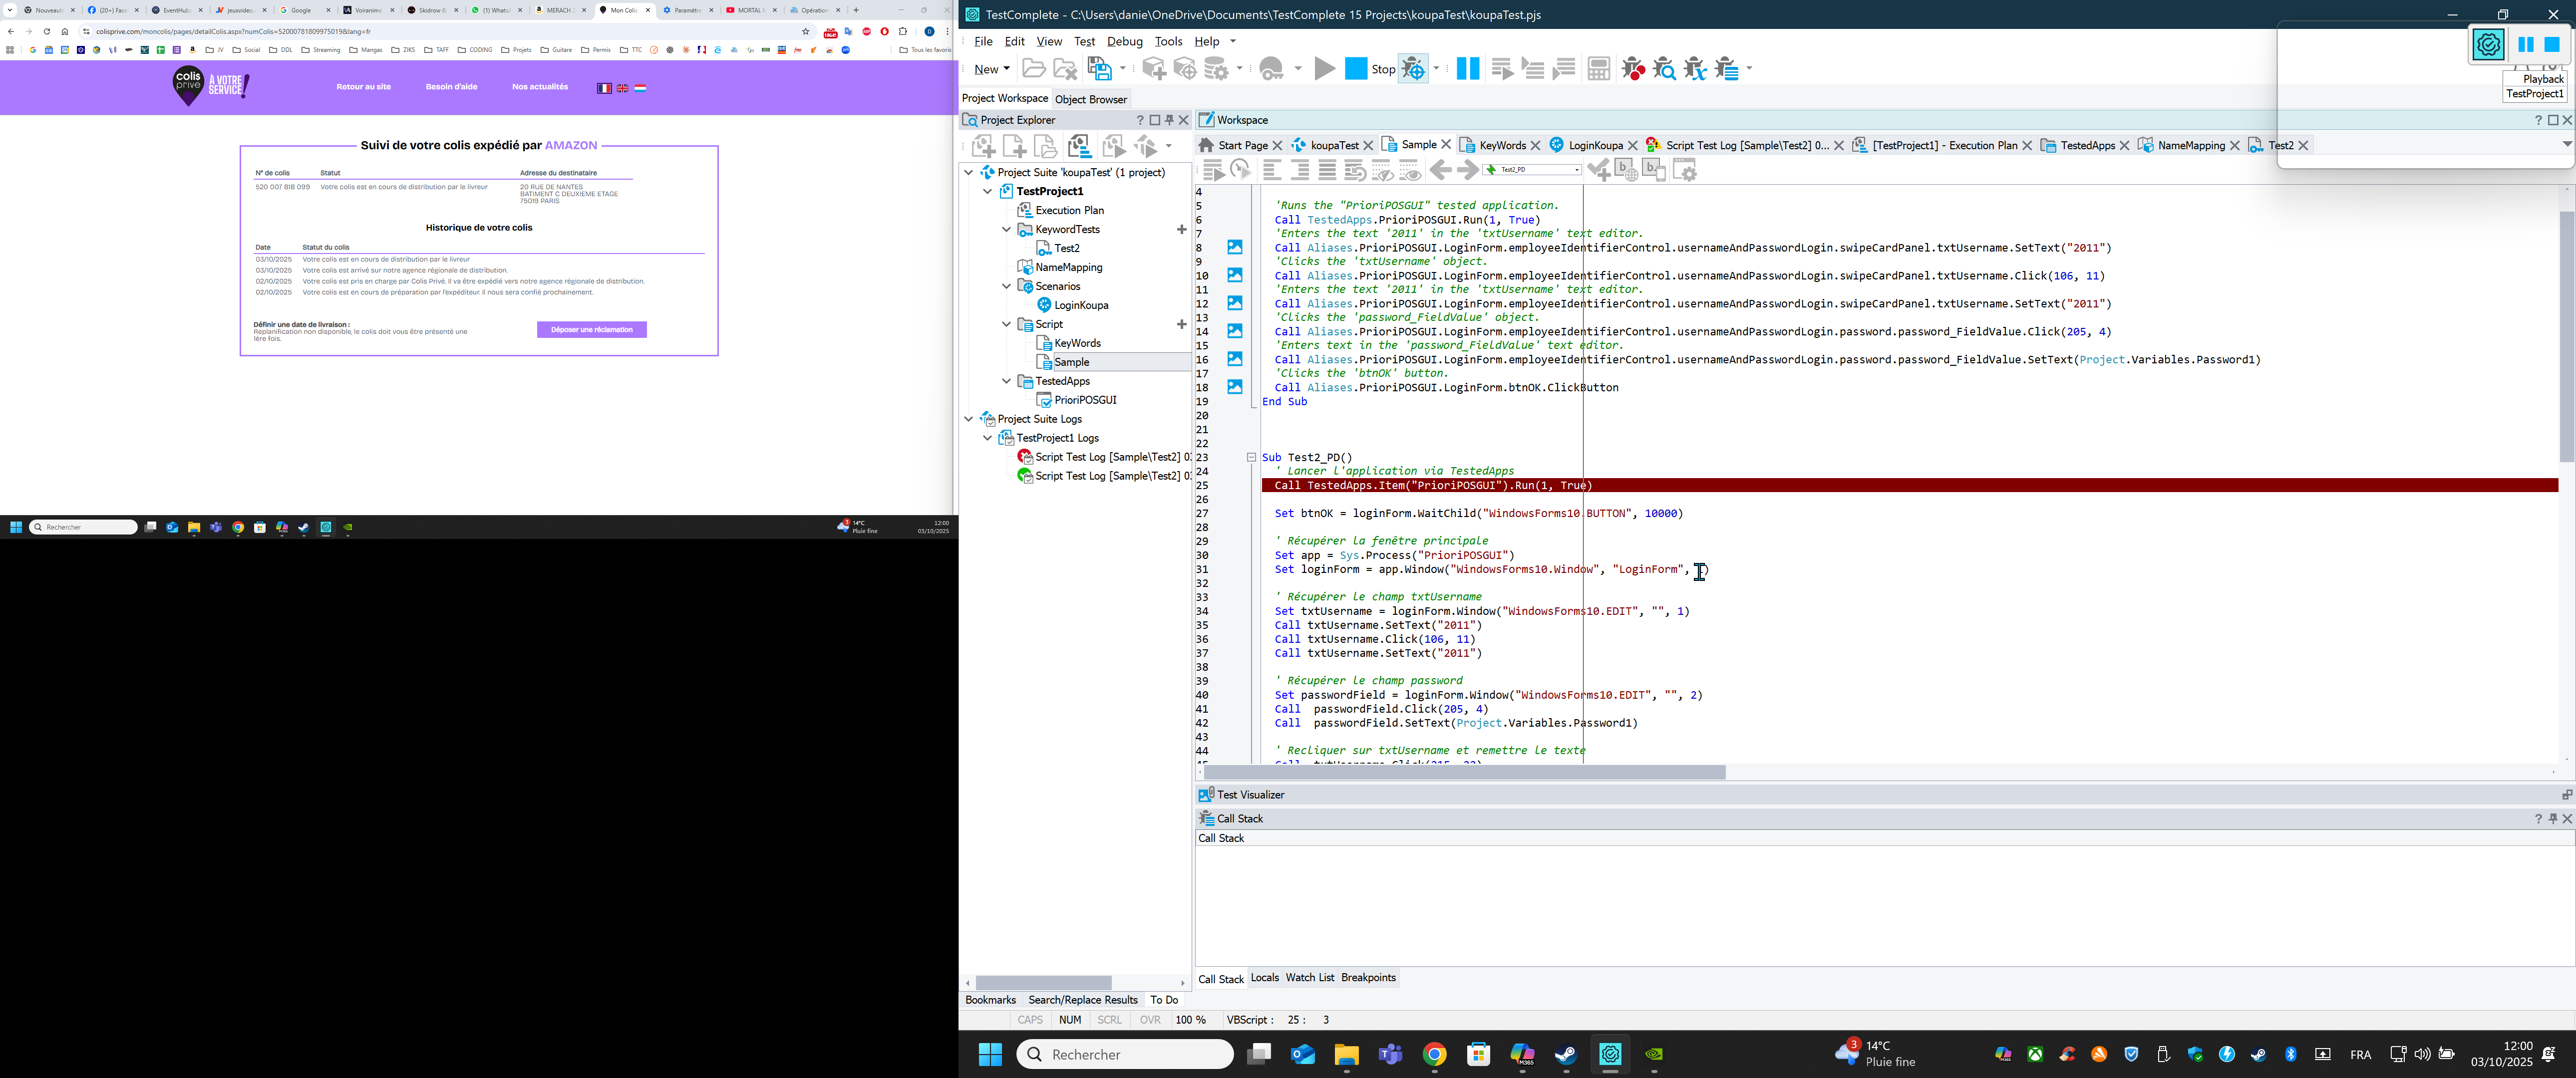 Nouveaut
(20+) Face
EventHub
jeuxvideo
Google
Voiranime
Skidrow &
(1) Whats
MERACH
Mon Colis
Paramètre
MORTAL K
Opération
colisprive.com/moncolis/pages/detailColis.aspx?numColis=52000781809975019&lang=fr
JV
Social
DDL
Streaming
Mangas
ZIKS
TAFF
CODING
Projets
Guitare
Permis
TTC
Tous les favoris
colis privé
À VOTRE SERVICE!
Retour au site
Besoin d'aide
Nos actualités
Suivi de votre colis expédié par AMAZON
N° de colis Statut Adresse du destinataire
520 007 818 099 Votre colis est en cours de distribution par le livreur 20 RUE DE NANTES
BATIMENT C DEUXIEME ETAGE
75019 PARIS
Historique de votre colis
Date Statut du colis
03/10/2025 Votre colis est en cours de distribution par le livreur
03/10/2025 Votre colis est arrivé sur notre agence régionale de distribution.
02/10/2025 Votre colis est pris en charge par Colis Privé. Il va être expédié vers notre agence régionale de distribution.
02/10/2025 Votre colis est en cours de préparation par l'expéditeur. Il nous sera confié prochainement.
Définir une date de livraison :
Replanification non disponible, le colis doit vous être présenté une
1ère fois.
Déposer une réclamation
Rechercher
14°C
Pluie fine
12:00
03/10/2025
TestComplete - C:\Users\danie\OneDrive\Documents\TestComplete 15 Projects\koupaTest\koupaTest.pjs
File Edit View Test Debug Tools Help
New
Stop
Playback
TestProject1
Project Workspace Object Browser
Project Explorer
Project Suite 'koupaTest' (1 project)
TestProject1
Execution Plan
KeywordTests
Test2
NameMapping
Scenarios
LoginKoupa
Script
KeyWords
Sample
TestedApps
PrioriPOSGUI
Project Suite Logs
TestProject1 Logs
Script Test Log [Sample\Test2] 03
Script Test Log [Sample\Test2] 02
Bookmarks Search/Replace Results To Do
Workspace
Start Page
koupaTest
Sample
KeyWords
LoginKoupa
Script Test Log [Sample\Test2] 0...
[TestProject1] - Execution Plan
TestedApps
NameMapping
Test2
Test2_PD
4
5 'Runs the "PrioriPOSGUI" tested application.
6 Call TestedApps.PrioriPOSGUI.Run(1, True)
7 'Enters the text '2011' in the 'txtUsername' text editor.
8 Call Aliases.PrioriPOSGUI.LoginForm.employeeIdentifierControl.usernameAndPasswordLogin.swipeCardPanel.txtUsername.SetText("2011")
9 'Clicks the 'txtUsername' object.
10 Call Aliases.PrioriPOSGUI.LoginForm.employeeIdentifierControl.usernameAndPasswordLogin.swipeCardPanel.txtUsername.Click(106, 11)
11 'Enters the text '2011' in the 'txtUsername' text editor.
12 Call Aliases.PrioriPOSGUI.LoginForm.employeeIdentifierControl.usernameAndPasswordLogin.swipeCardPanel.txtUsername.SetText("2011")
13 'Clicks the 'password_FieldValue' object.
14 Call Aliases.PrioriPOSGUI.LoginForm.employeeIdentifierControl.usernameAndPasswordLogin.password.password_FieldValue.Click(205, 4)
15 'Enters text in the 'password_FieldValue' text editor.
16 Call Aliases.PrioriPOSGUI.LoginForm.employeeIdentifierControl.usernameAndPasswordLogin.password.password_FieldValue.SetText(Project.Variables.Password1)
17 'Clicks the 'btnOK' button.
18 Call Aliases.PrioriPOSGUI.LoginForm.btnOK.ClickButton
19 End Sub
20
21
22
23 Sub Test2_PD()
24 ' Lancer l'application via TestedApps
25 Call TestedApps.Item("PrioriPOSGUI").Run(1, True)
26
27 Set btnOK = loginForm.WaitChild("WindowsForms10.BUTTON", 10000)
28
29 ' Récupérer la fenêtre principale
30 Set app = Sys.Process("PrioriPOSGUI")
31 Set loginForm = app.Window("WindowsForms10.Window", "LoginForm", )
32
33 ' Récupérer le champ txtUsername
34 Set txtUsername = loginForm.Window("WindowsForms10.EDIT", "", 1)
35 Call txtUsername.SetText("2011")
36 Call txtUsername.Click(106, 11)
37 Call txtUsername.SetText("2011")
38
39 ' Récupérer le champ password
40 Set passwordField = loginForm.Window("WindowsForms10.EDIT", "", 2)
41 Call passwordField.Click(205, 4)
42 Call passwordField.SetText(Project.Variables.Password1)
43
44 ' Recliquer sur txtUsername et remettre le texte
Test Visualizer
Call Stack
Call Stack
Call Stack Locals Watch List Breakpoints
CAPS NUM SCRL OVR 100 % VBScript : 25 : 3
Rechercher
3
14°C
Pluie fine
FRA
12:00
03/10/2025